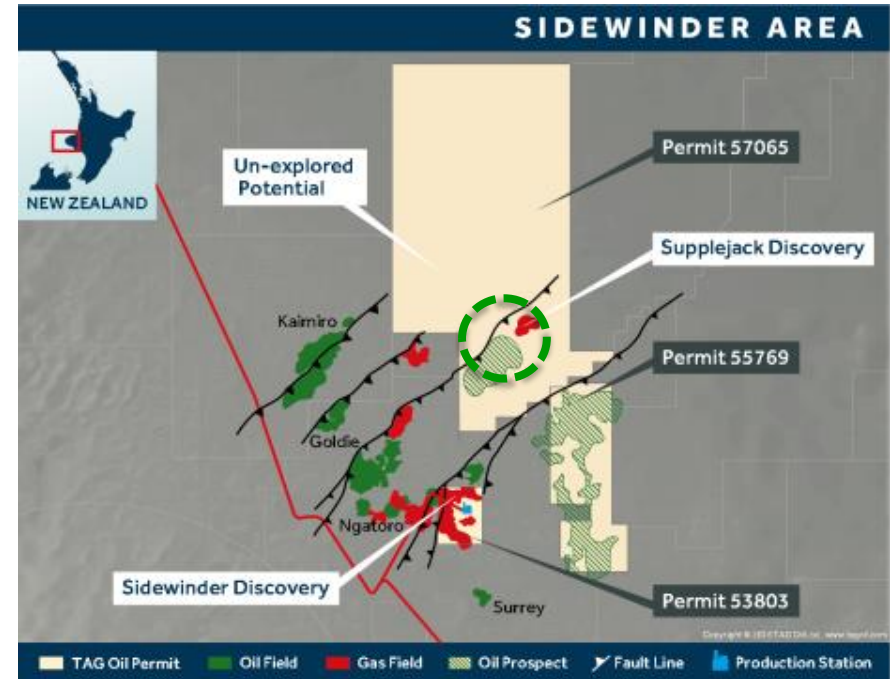 SIDEWINDER AREA
NEW ZEALAND
Un-explored
Potential
Permit 57065
Supplejack Discovery
Kaimiro
Permit 55769
Goldie
Ngatoro
Sidewinder Discovery
Surrey
Permit 53803
TAG Oil Permit
Oil Field
Gas Field
Oil Prospect
Fault Line
Production Station